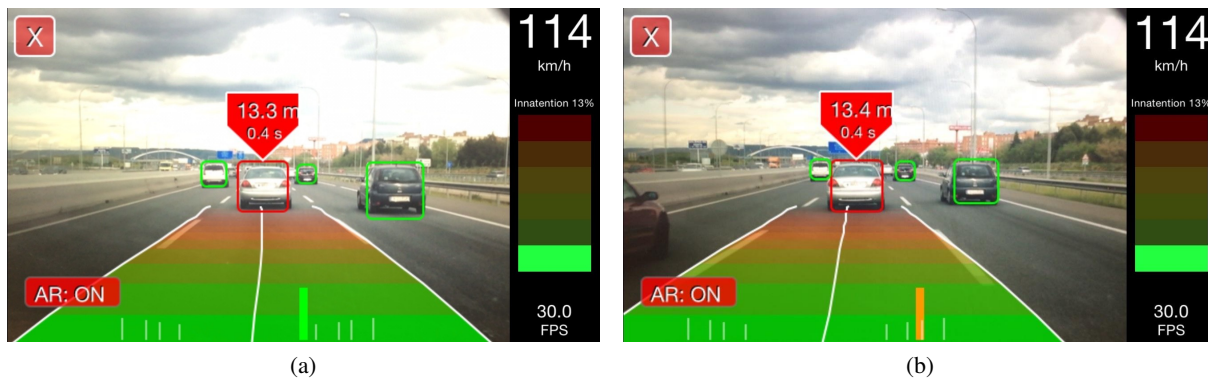 X
13.3 m
0.4 s
AR: ON
114
km/h
Innatention 13%
30.0
FPS
(a)
X
13.4 m
0.4 s
AR: ON
114
km/h
Innatention 13%
30.0
FPS
(b)